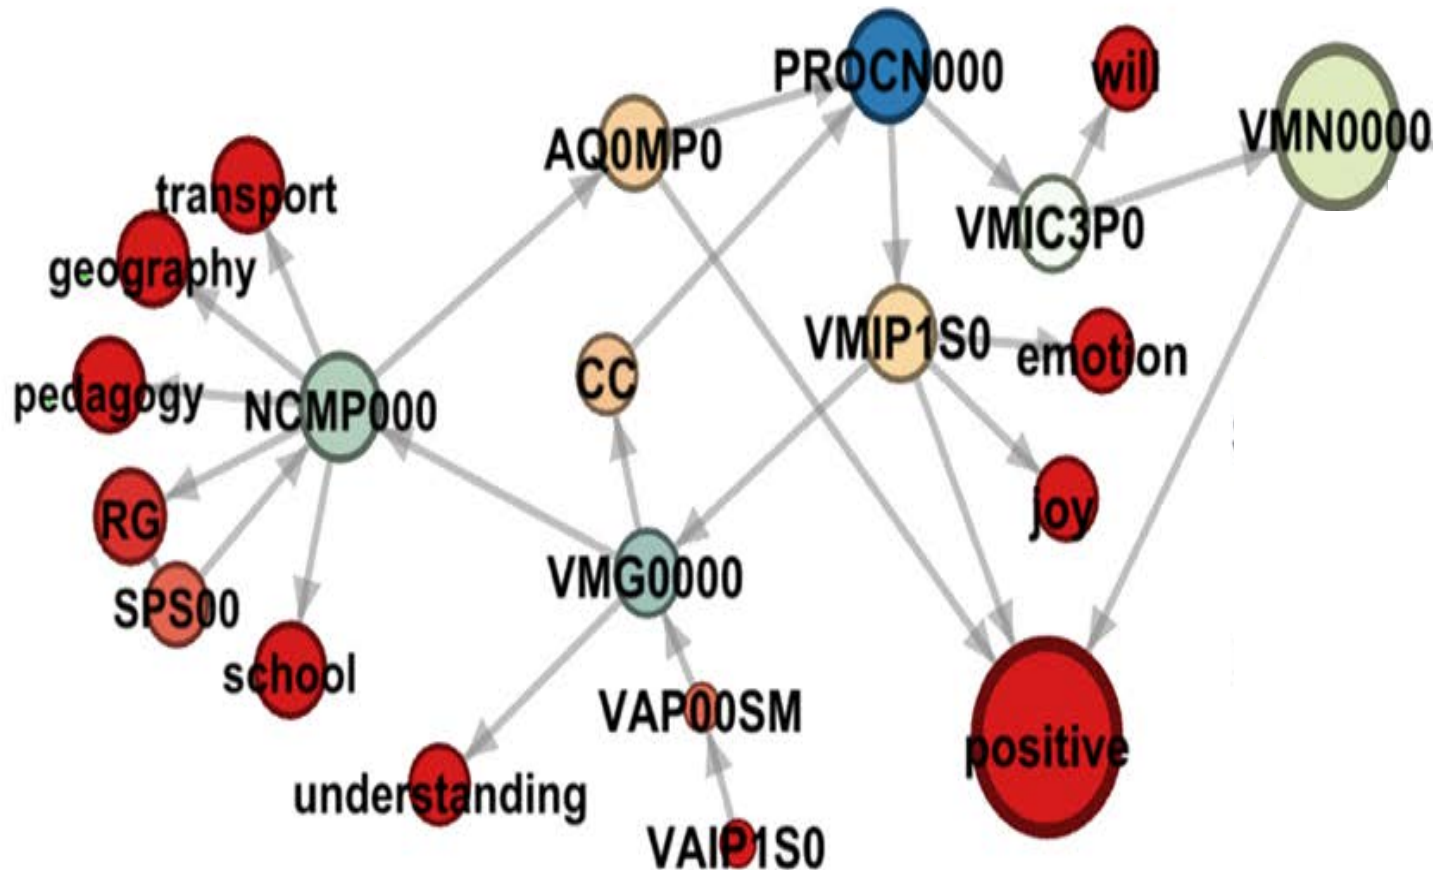 PROCN000
will
VMN0000
AQ0MP0
transport
VMIC3P0
geography
VMIP1S0
emotion
CC
pedagogy
NCMP000
joy
RG
VMG0000
SPS00
school
VAP00SM
positive
understanding
VAIP1S0